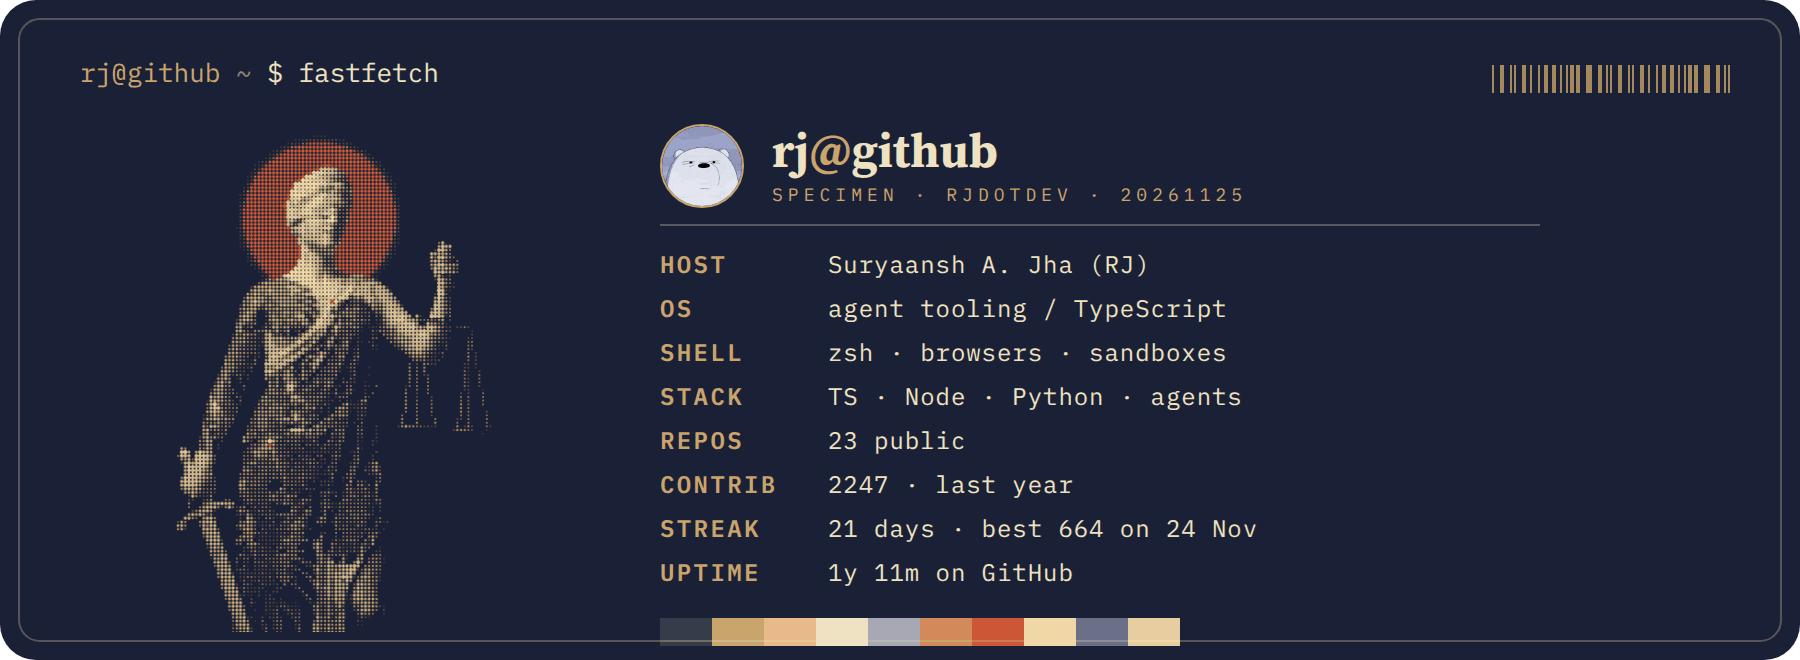 rj@github ~ $ fastfetch
rj@github
SPECIMEN · RJDOTDEV · 20261125
HOST Suryaansh A. Jha (RJ)
OS agent tooling / TypeScript
SHELL zsh · browsers · sandboxes
STACK TS · Node · Python · agents
REPOS 23 public
CONTRIB 2247 · last year
STREAK 21 days · best 664 on 24 Nov
UPTIME 1y 11m on GitHub